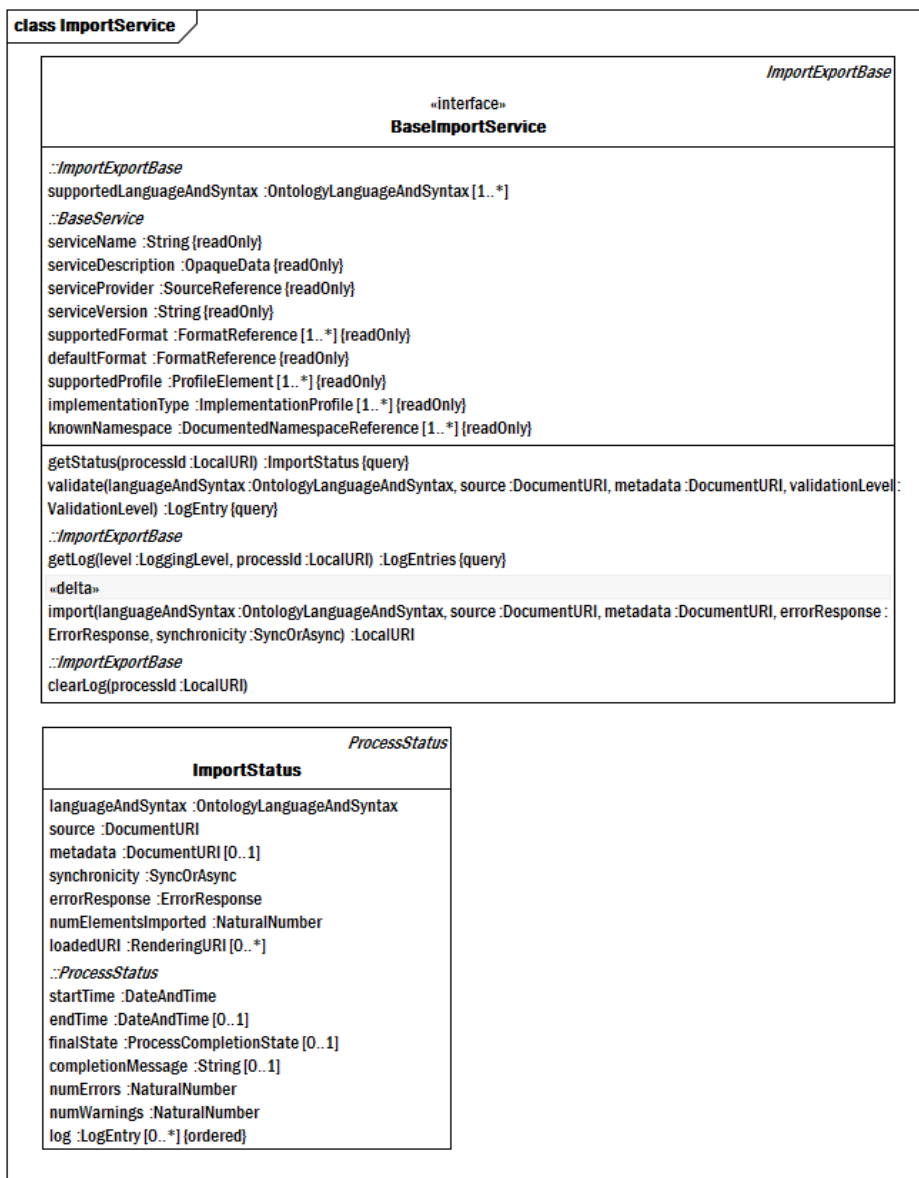 class ImportService
ImportExportBase
«interface»
BaseImportService
::ImportExportBase
supportedLanguageAndSyntax :OntologyLanguageAndSyntax [1..*]
::BaseService
serviceName :String {readOnly}
serviceDescription :OpaqueData {readOnly}
serviceProvider :SourceReference {readOnly}
serviceVersion :String {readOnly}
supportedFormat :FormatReference [1..*] {readOnly}
defaultFormat :FormatReference {readOnly}
supportedProfile :ProfileElement [1..*] {readOnly}
implementationType :ImplementationProfile [1..*] {readOnly}
knownNamespace :DocumentedNamespaceReference [1..*] {readOnly}
getStatus(processId :LocalURI) :ImportStatus {query}
validate(languageAndSyntax :OntologyLanguageAndSyntax, source :DocumentURI, metadata :DocumentURI, validationLevel :
ValidationLevel) :LogEntry {query}
::ImportExportBase
getLog(level :LoggingLevel, processId :LocalURI) :LogEntries {query}
«delta»
import(languageAndSyntax :OntologyLanguageAndSyntax, source :DocumentURI, metadata :DocumentURI, errorResponse :
ErrorResponse, synchronicity :SyncOrAsync) :LocalURI
::ImportExportBase
clearLog(processId :LocalURI)
ProcessStatus
ImportStatus
languageAndSyntax :OntologyLanguageAndSyntax
source :DocumentURI
metadata :DocumentURI [0..1]
synchronicity :SyncOrAsync
errorResponse :ErrorResponse
numElementsImported :NaturalNumber
loadedURI :RenderingURI [0..*]
::ProcessStatus
startTime :DateAndTime
endTime :DateAndTime [0..1]
finalState :ProcessCompletionState [0..1]
completionMessage :String [0..1]
numErrors :NaturalNumber
numWarnings :NaturalNumber
log :LogEntry [0..*] {ordered}